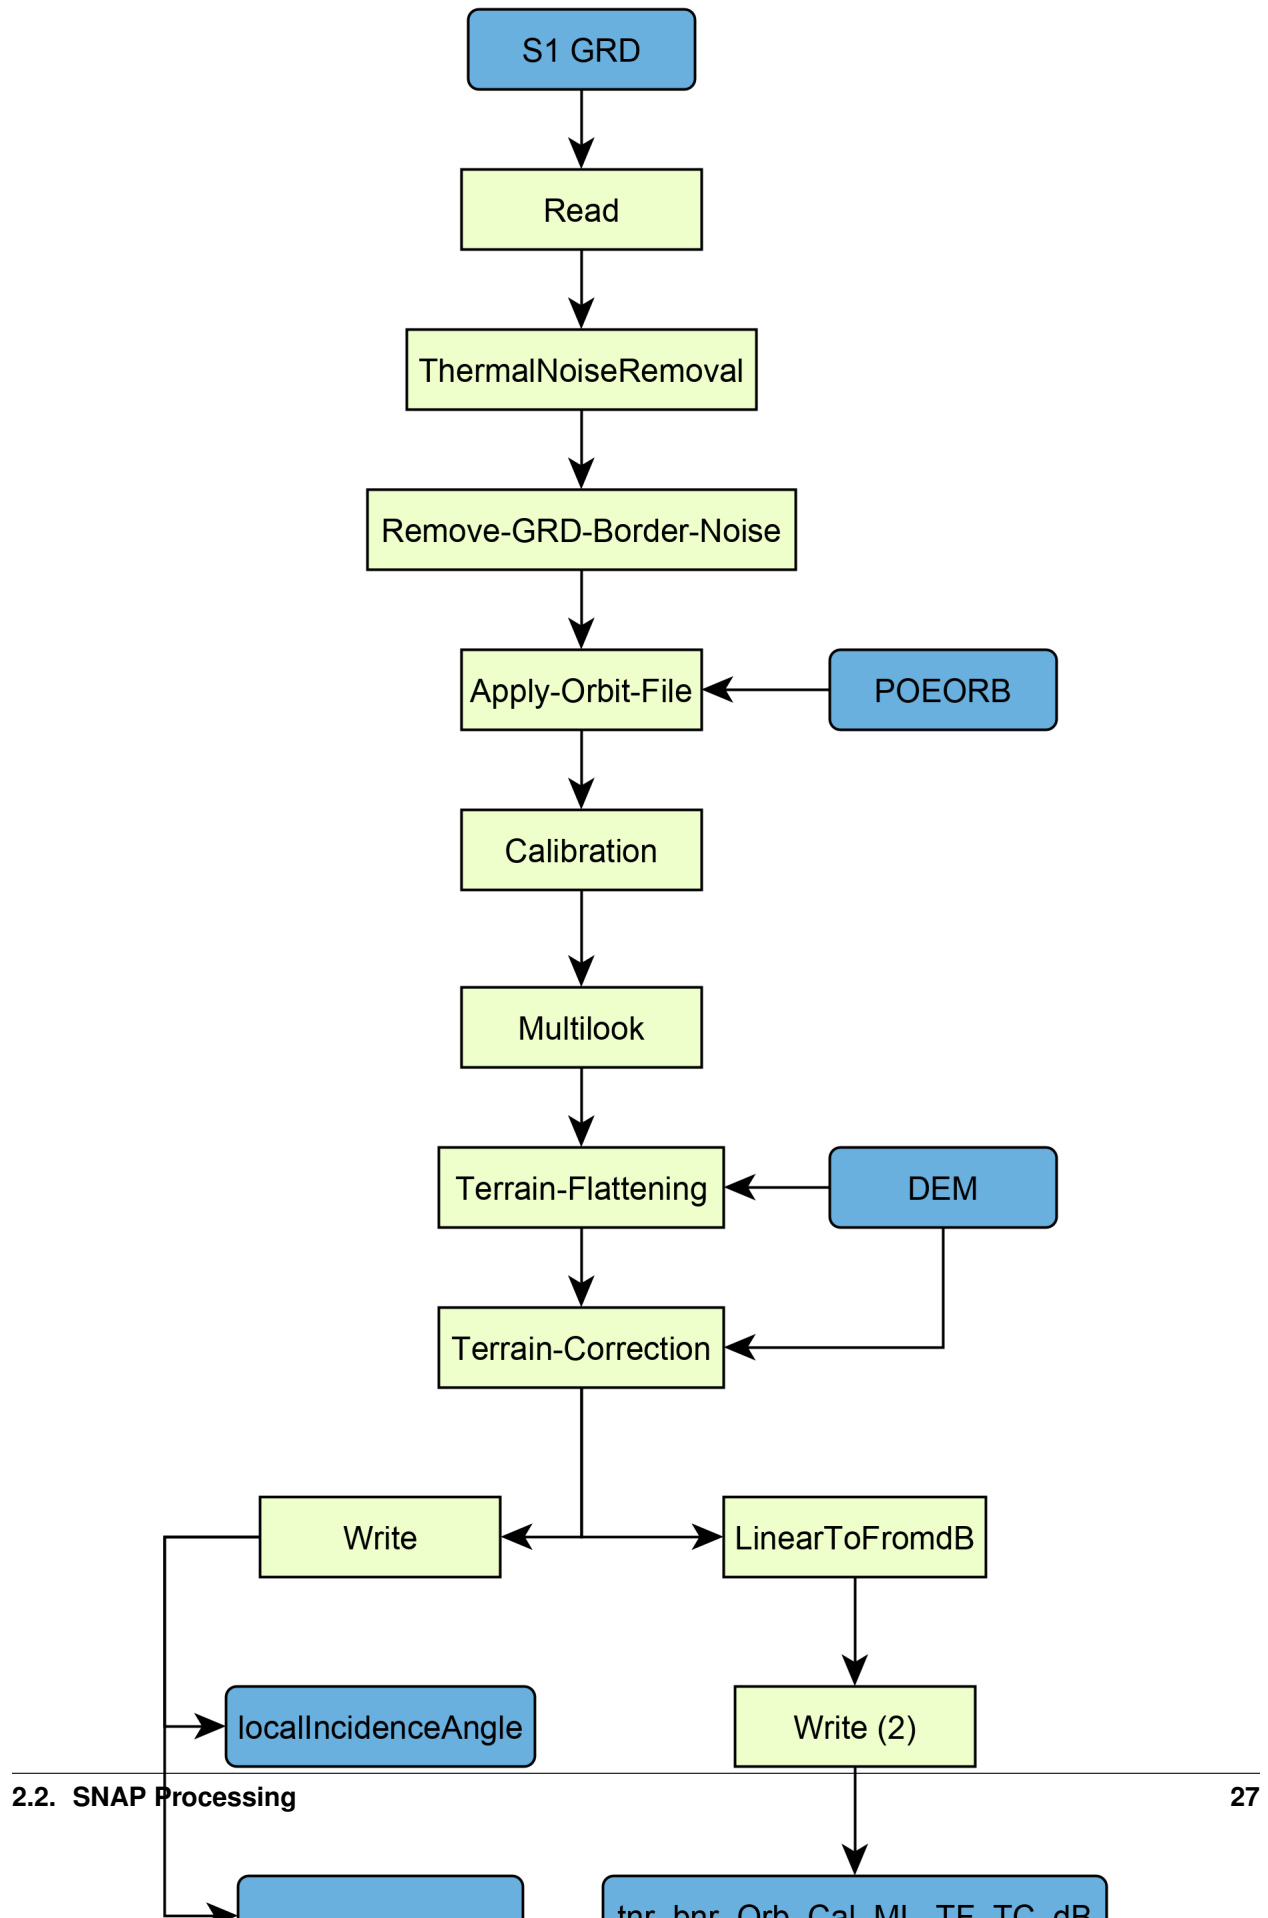 S1 GRD
Read
ThermalNoiseRemoval
Remove-GRD-Border-Noise
Apply-Orbit-File
POEORB
Calibration
Multilook
Terrain-Flattening
DEM
Terrain-Correction
Write
LinearToFromdB
localIncidenceAngle
Write (2)
2.2. SNAP Processing
27
tnr_bnr_Orb_Cal_ML_TF_TC_dB